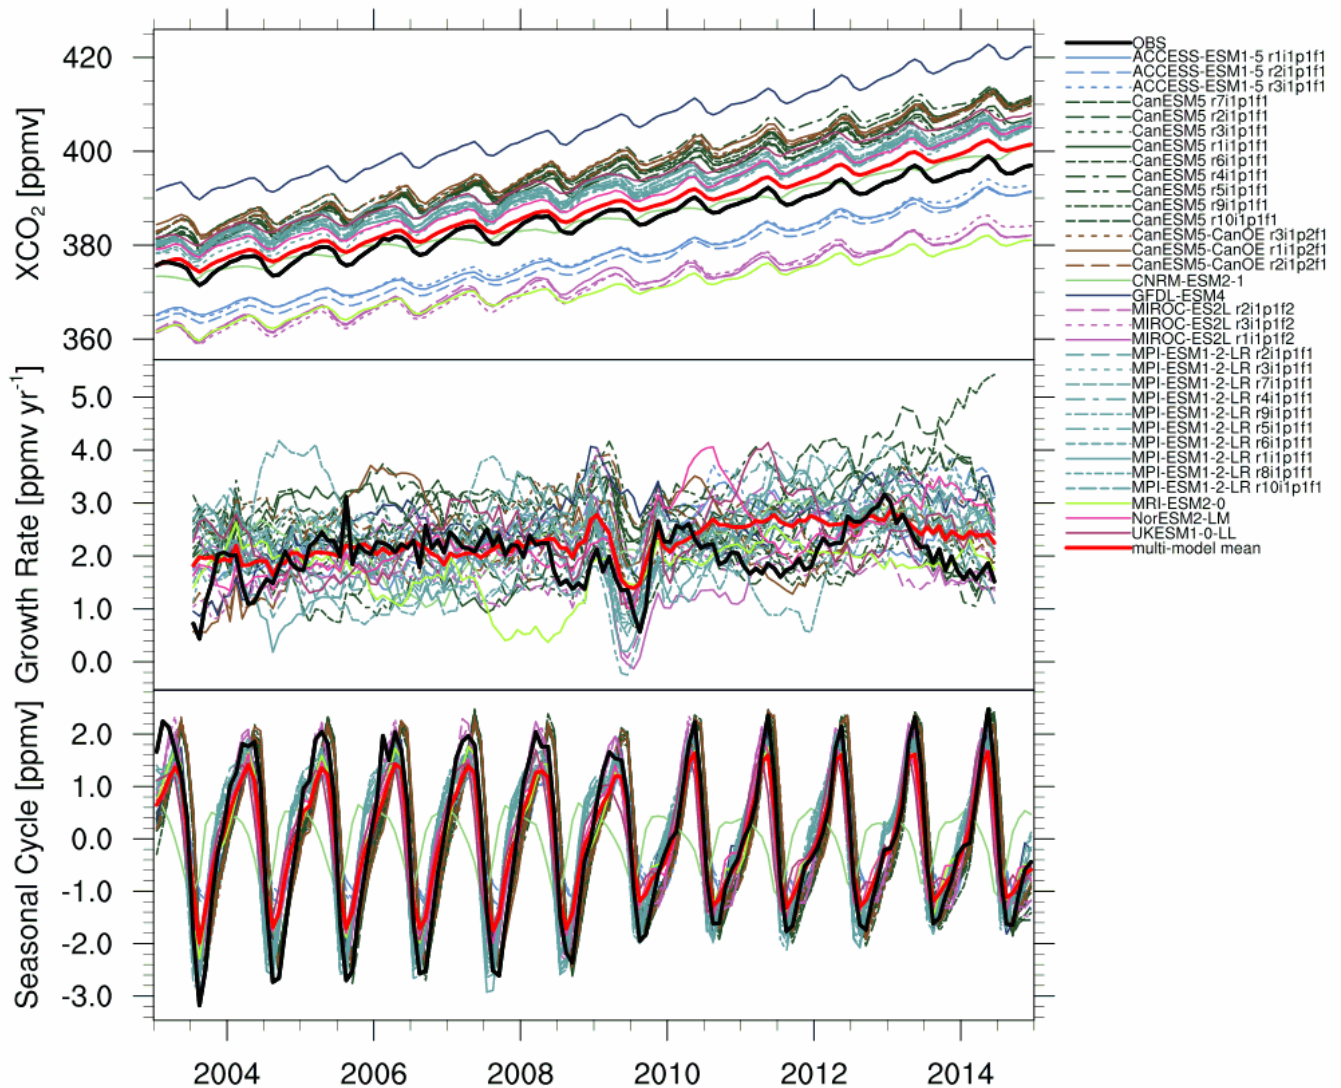 420
400
380
360
XCO2 [ppmv]
5.0
4.0
3.0
2.0
1.0
0.0
Growth Rate [ppmv yr-1]
2.0
1.0
0.0
-1.0
-2.0
-3.0
Seasonal Cycle [ppmv]
2004 2006 2008 2010 2012 2014
OBS
ACCESS-ESM1-5 r1i1p1f1
ACCESS-ESM1-5 r2i1p1f1
ACCESS-ESM1-5 r3i1p1f1
CanESM5 r7i1p1f1
CanESM5 r2i1p1f1
CanESM5 r3i1p1f1
CanESM5 r1i1p1f1
CanESM5 r6i1p1f1
CanESM5 r4i1p1f1
CanESM5 r5i1p1f1
CanESM5 r9i1p1f1
CanESM5 r10i1p1f1
CanESM5-CanOE r3i1p2f1
CanESM5-CanOE r1i1p2f1
CanESM5-CanOE r2i1p2f1
CNRM-ESM2-1
GFDL-ESM4
MIROC-ES2L r2i1p1f2
MIROC-ES2L r3i1p1f2
MIROC-ES2L r1i1p1f2
MPI-ESM1-2-LR r2i1p1f1
MPI-ESM1-2-LR r3i1p1f1
MPI-ESM1-2-LR r7i1p1f1
MPI-ESM1-2-LR r4i1p1f1
MPI-ESM1-2-LR r9i1p1f1
MPI-ESM1-2-LR r5i1p1f1
MPI-ESM1-2-LR r6i1p1f1
MPI-ESM1-2-LR r1i1p1f1
MPI-ESM1-2-LR r8i1p1f1
MPI-ESM1-2-LR r10i1p1f1
MRI-ESM2-0
NorESM2-LM
UKESM1-0-LL
multi-model mean